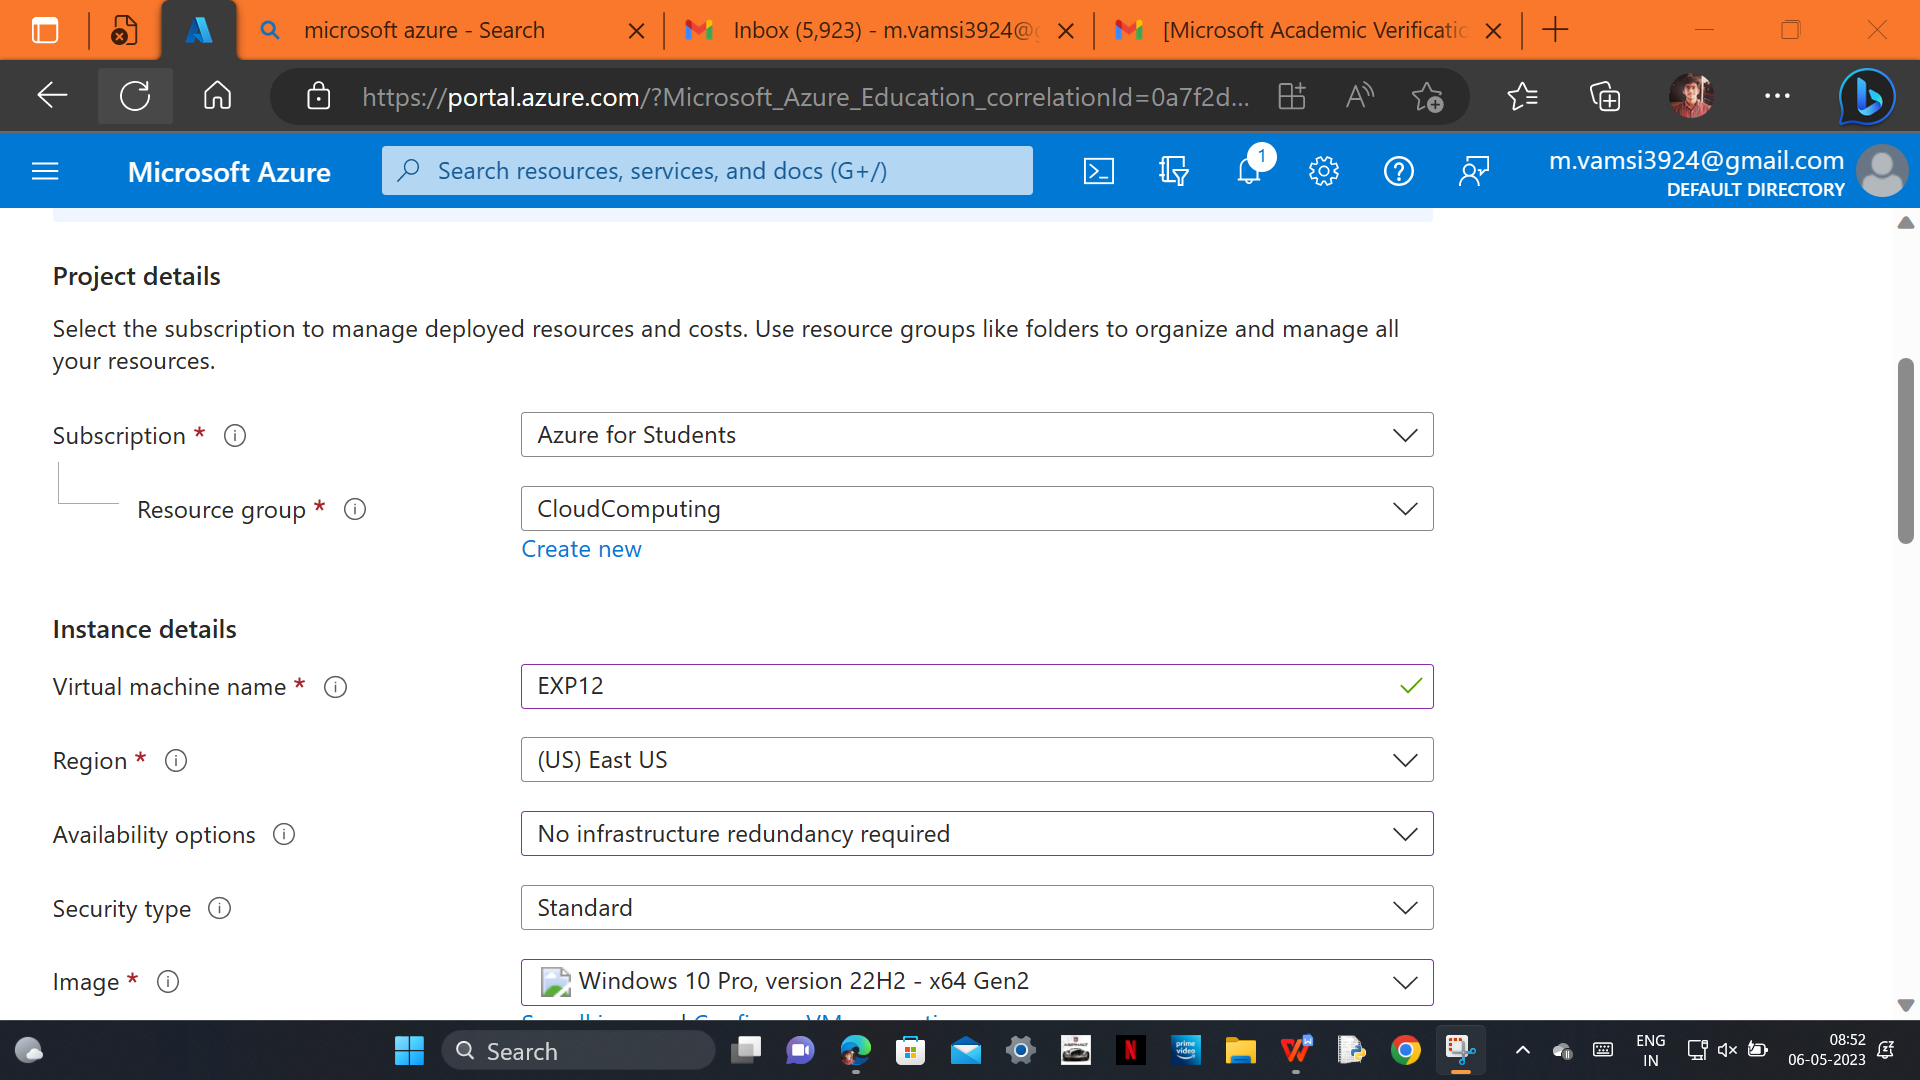 microsoft azure - Search
Inbox (5,923) - m.vamsi3924@g
[Microsoft Academic Verificatio
https://portal.azure.com/?Microsoft_Azure_Education_correlationId=0a7f2d...
Microsoft Azure
Search resources, services, and docs (G+/)
1
m.vamsi3924@gmail.com
DEFAULT DIRECTORY
Project details
Select the subscription to manage deployed resources and costs. Use resource groups like folders to organize and manage all
your resources.
Subscription *
Azure for Students
Resource group *
CloudComputing
Create new
Instance details
Virtual machine name *
EXP12
Region *
(US) East US
Availability options
No infrastructure redundancy required
Security type
Standard
Image *
Windows 10 Pro, version 22H2 - x64 Gen2
Search
prime video
ENG
IN
08:52
06-05-2023